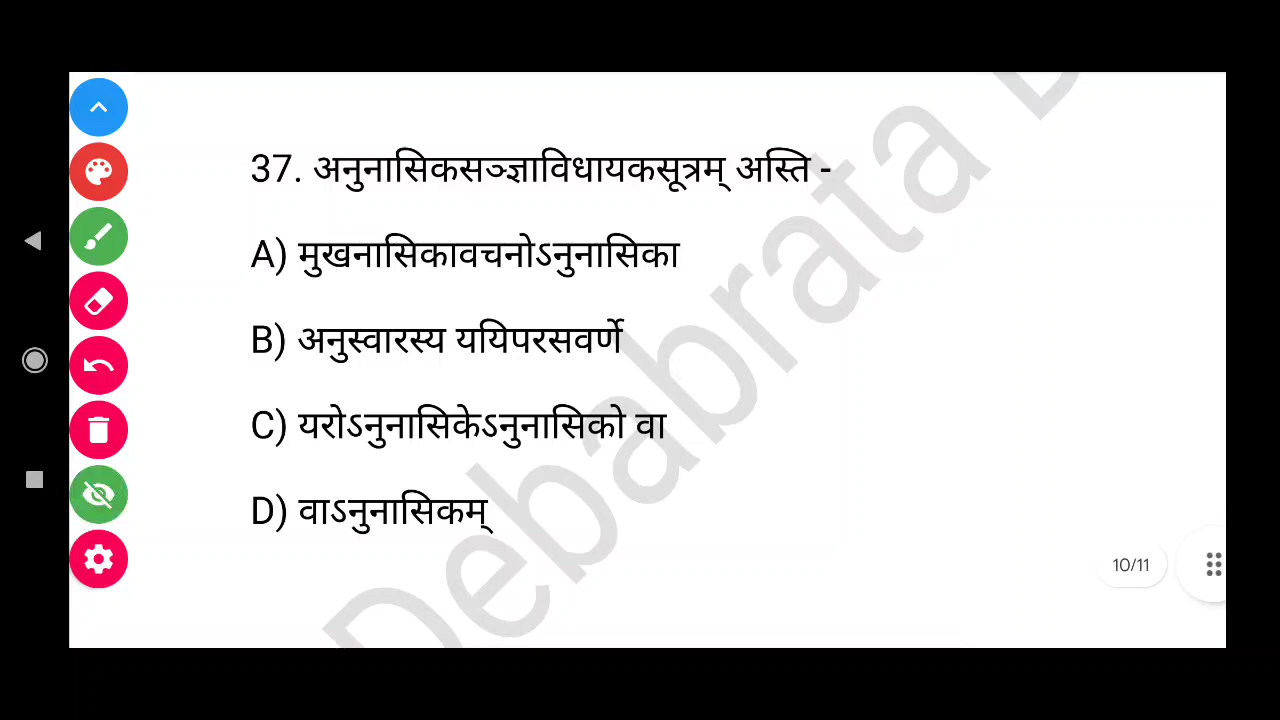 37. अनुनासिकसञ्ज्ञाविधायकसूत्रम् अस्ति -
A) मुखनासिकावचनोऽनुनासिका
B) अनुस्वारस्य ययिपरसवर्णे
C) यरोऽनुनासिकेऽनुनासिको वा
D) वाऽनुनासिकम्
10/11
Debabrata